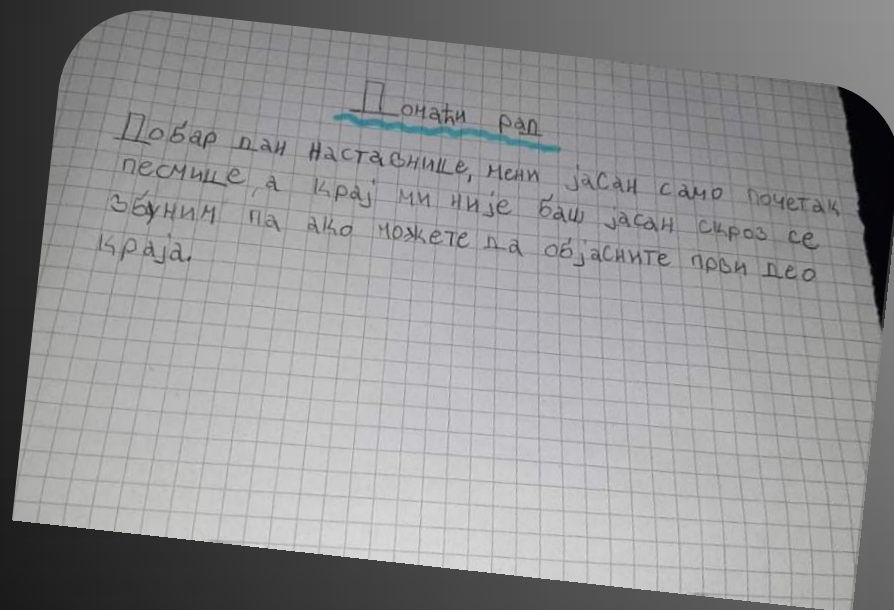 Домаћи рад
Добар дан наставнице, мени јасан само почетак
песмице, а крај ми није баш јасан скроз се
збуним па ако можете да објасните први део
краја.